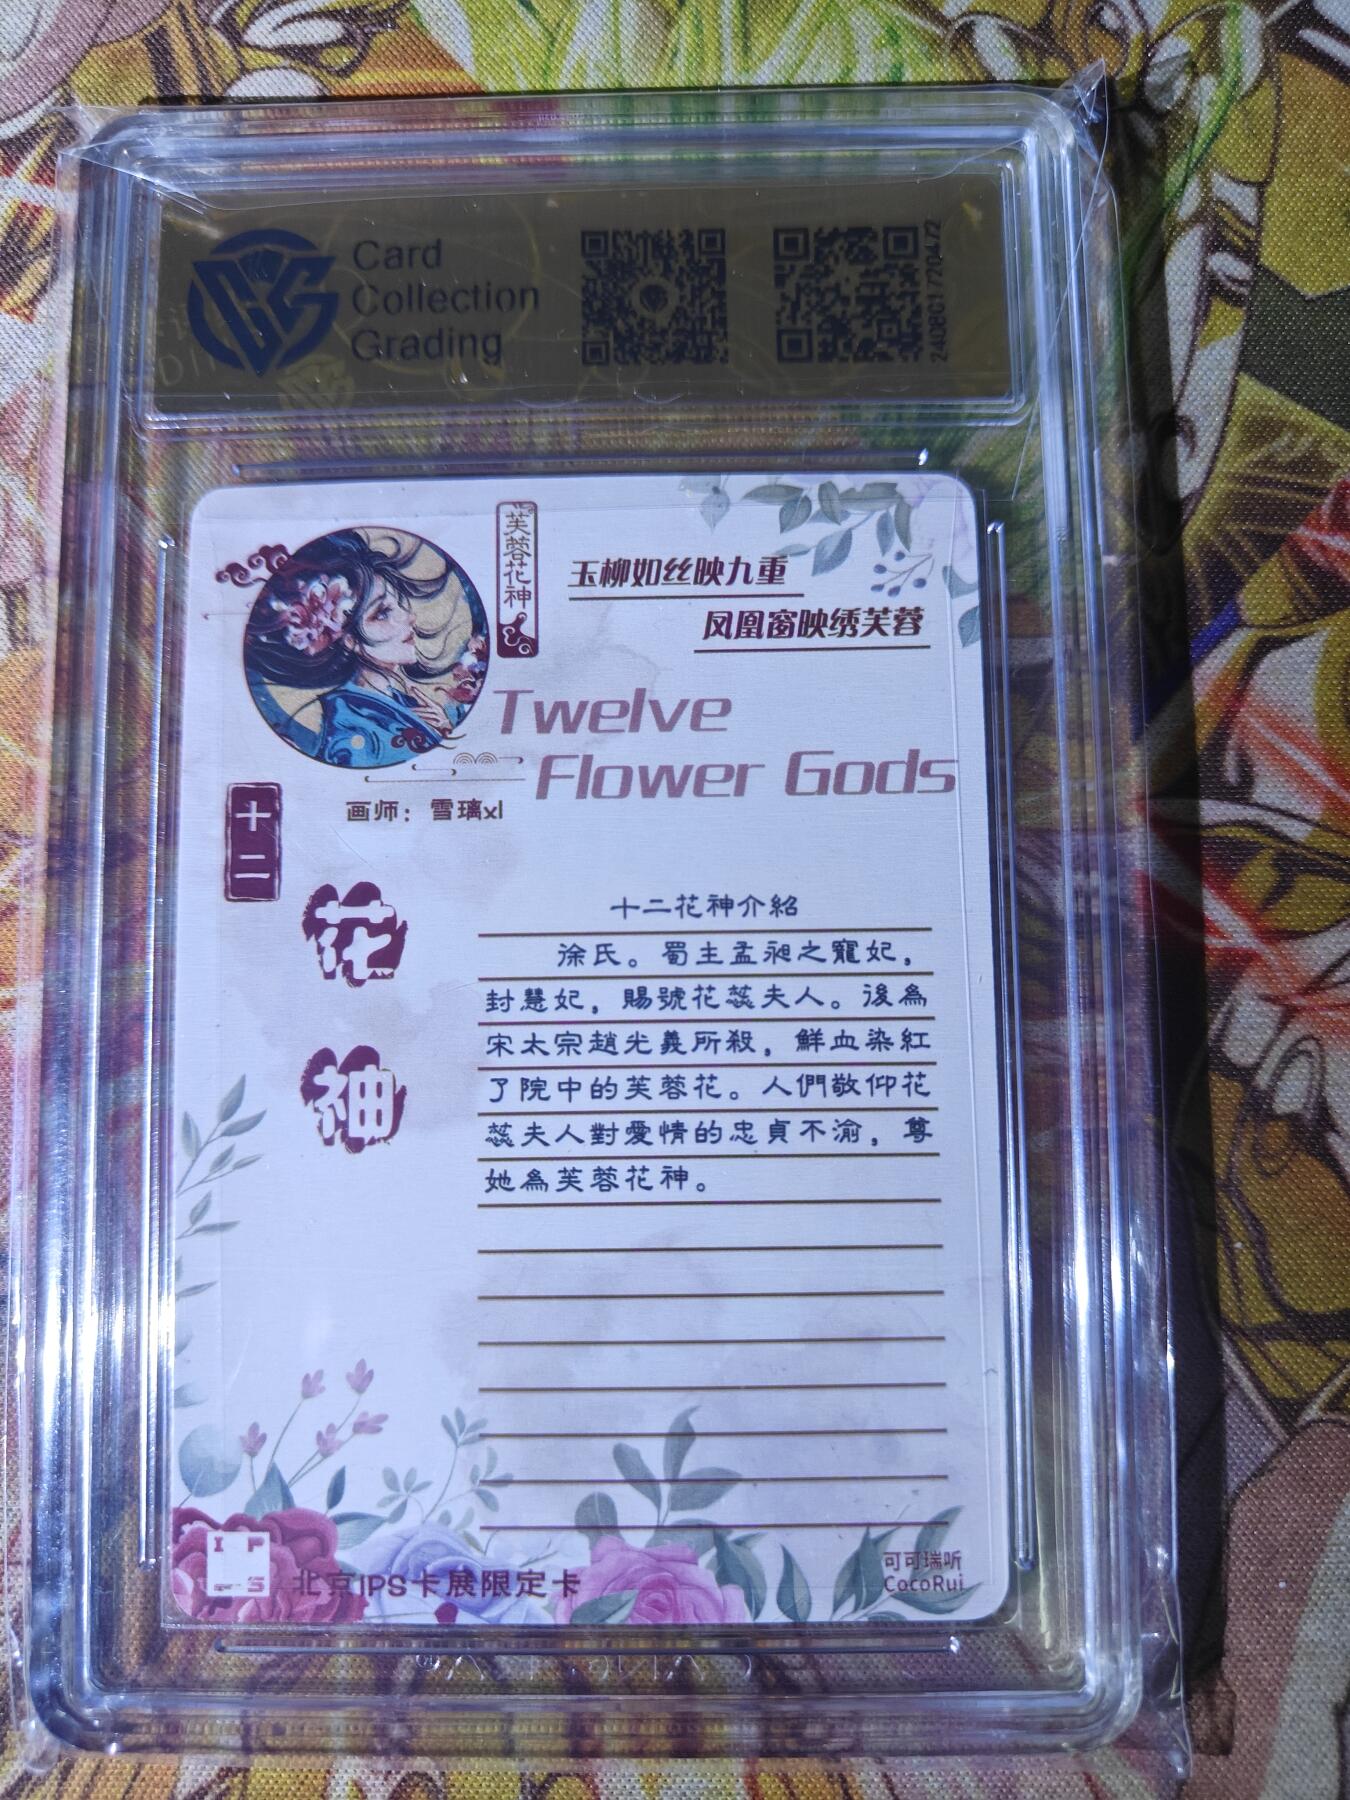 Card
Collection
Grading
240801720472
芙蓉花神
玉柳如丝映九重
凤凰窗映绣芙蓉
Twelve
Flower Gods
画师：雪璃xl
十二
花神
十二花神介紹
徐氏。蜀主孟昶之寵妃，
封慧妃，賜號花蕊夫人。後為
宋太宗趙光義所殺，鮮血染紅
了院中的芙蓉花。人們敬仰花
蕊夫人對愛情的忠貞不渝，尊
她為芙蓉花神。
IPS
北京IPS卡展限定卡
可可瑞听
CocoRui